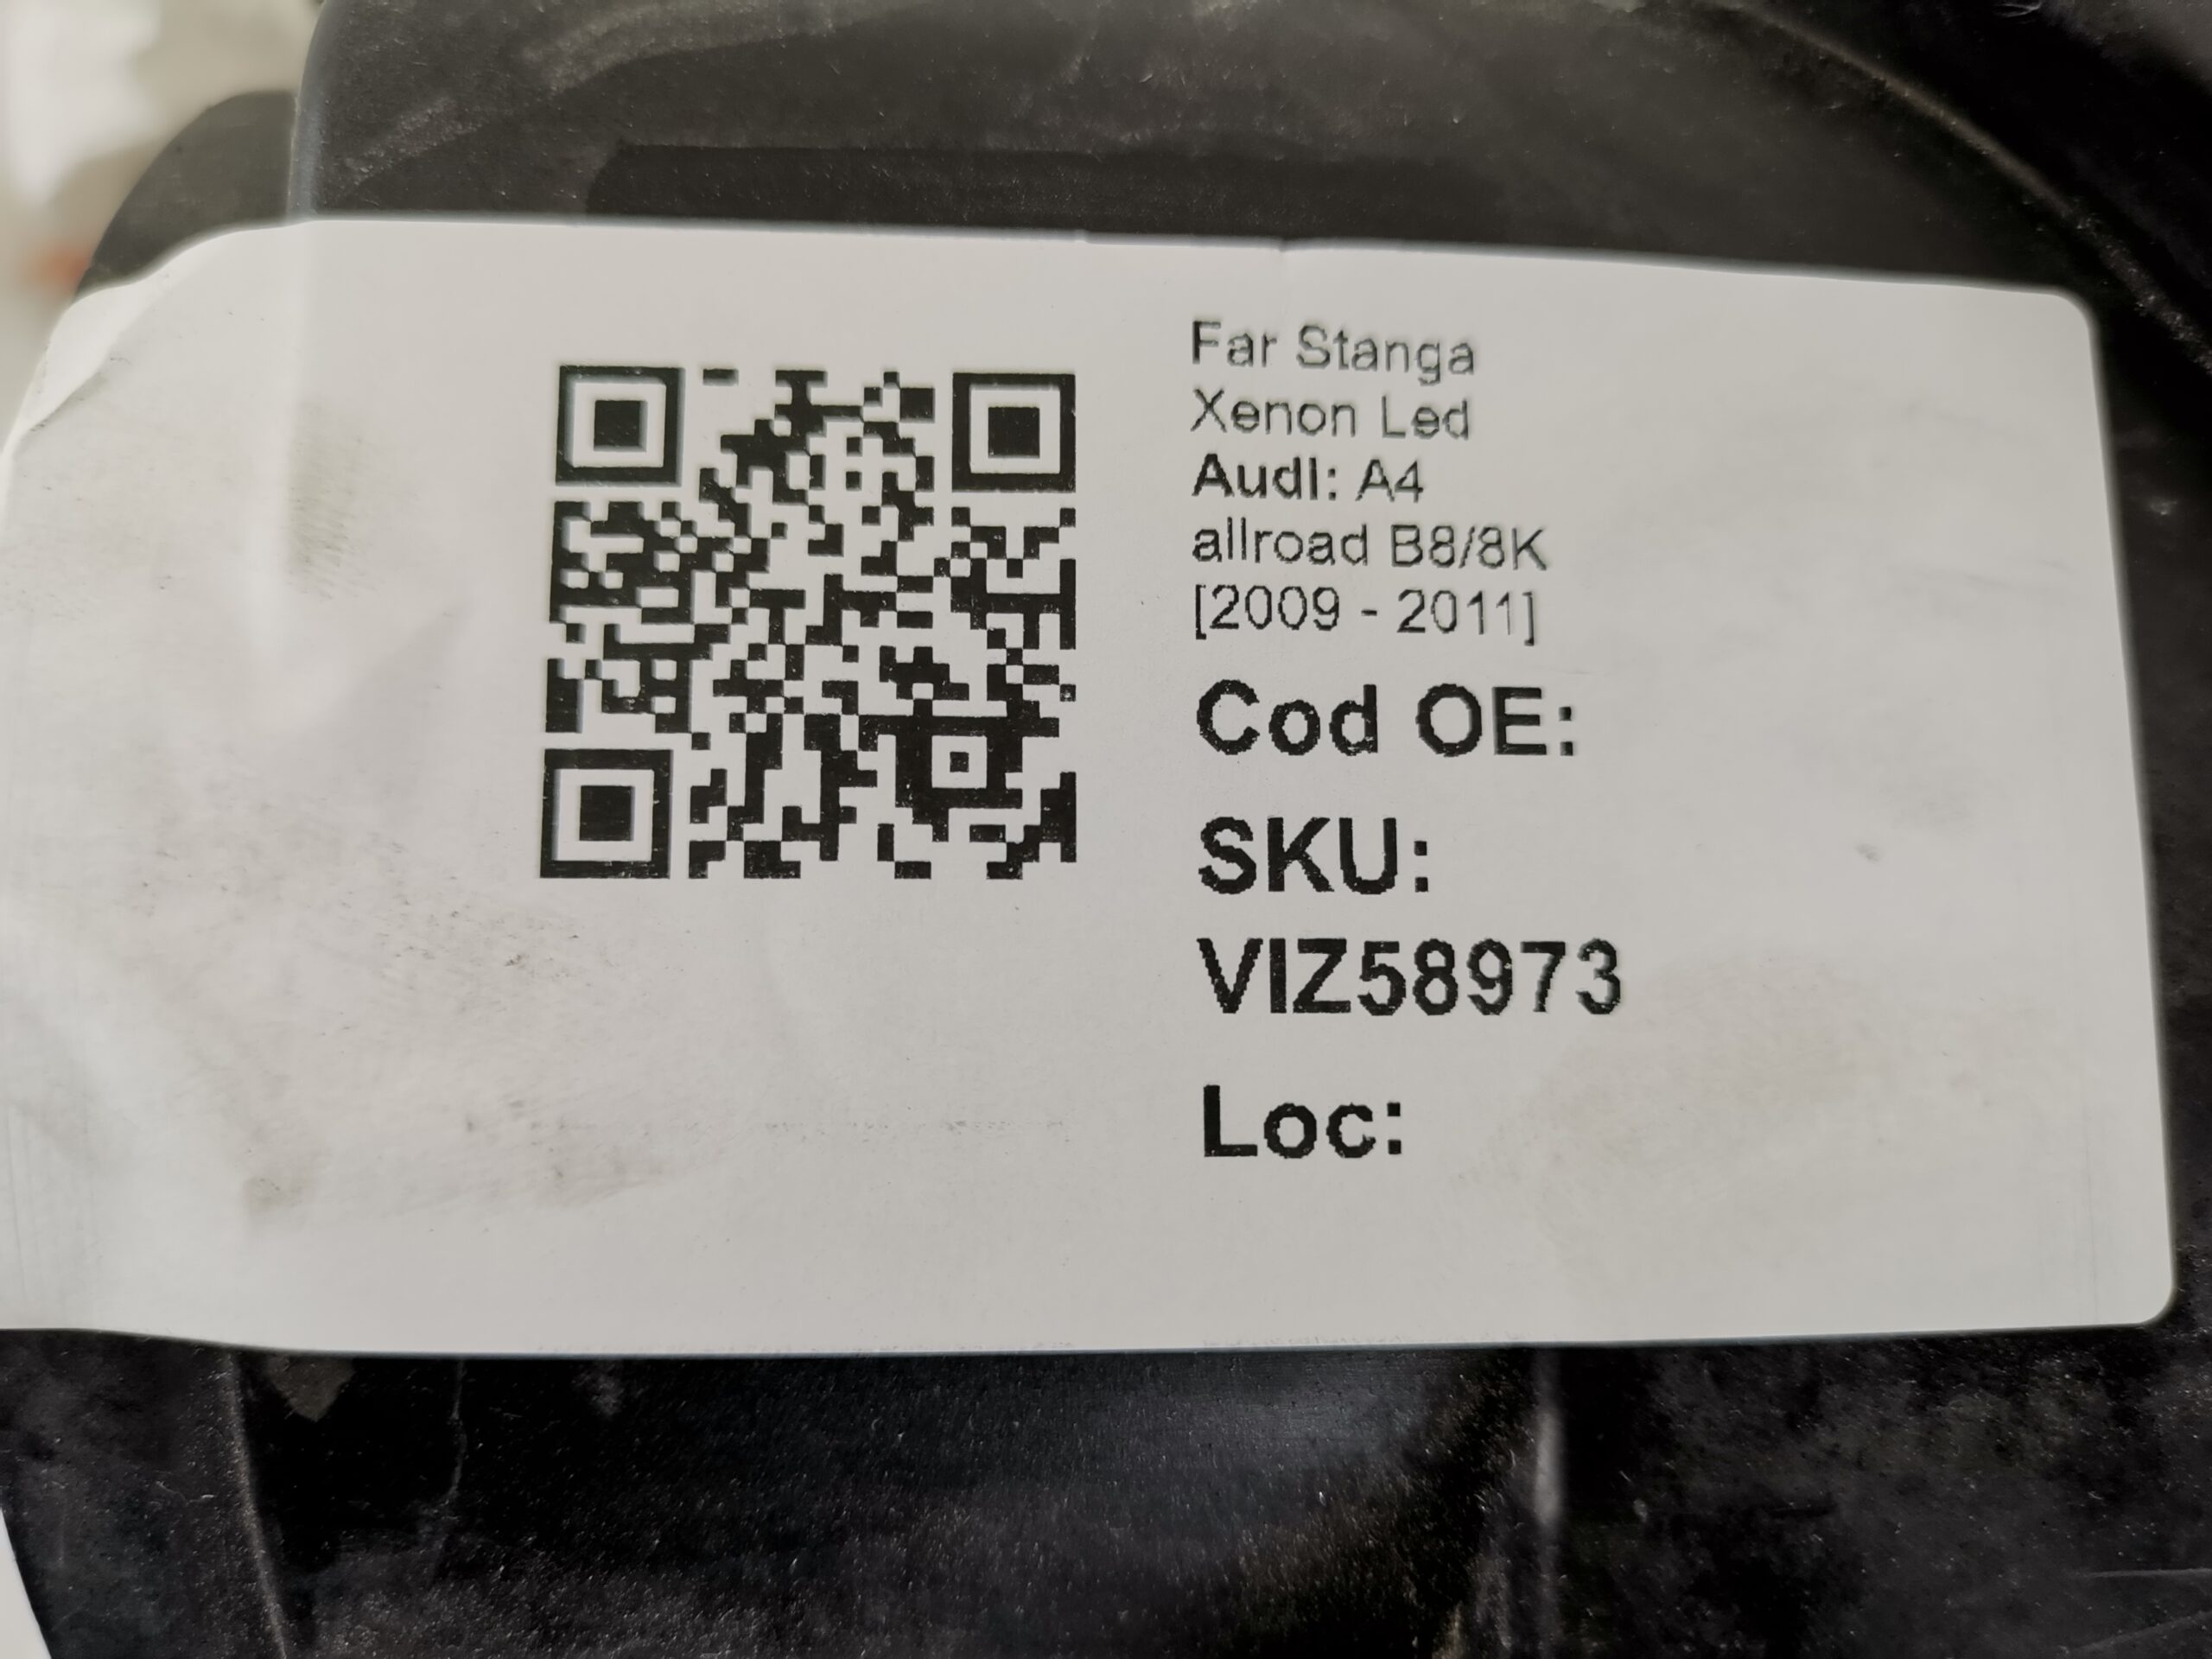 Far Stanga
Xenon Led
Audi: A4
allroad B8/8K
[2009 - 2011]
Cod OE:
SKU:
VIZ58973
Loc: